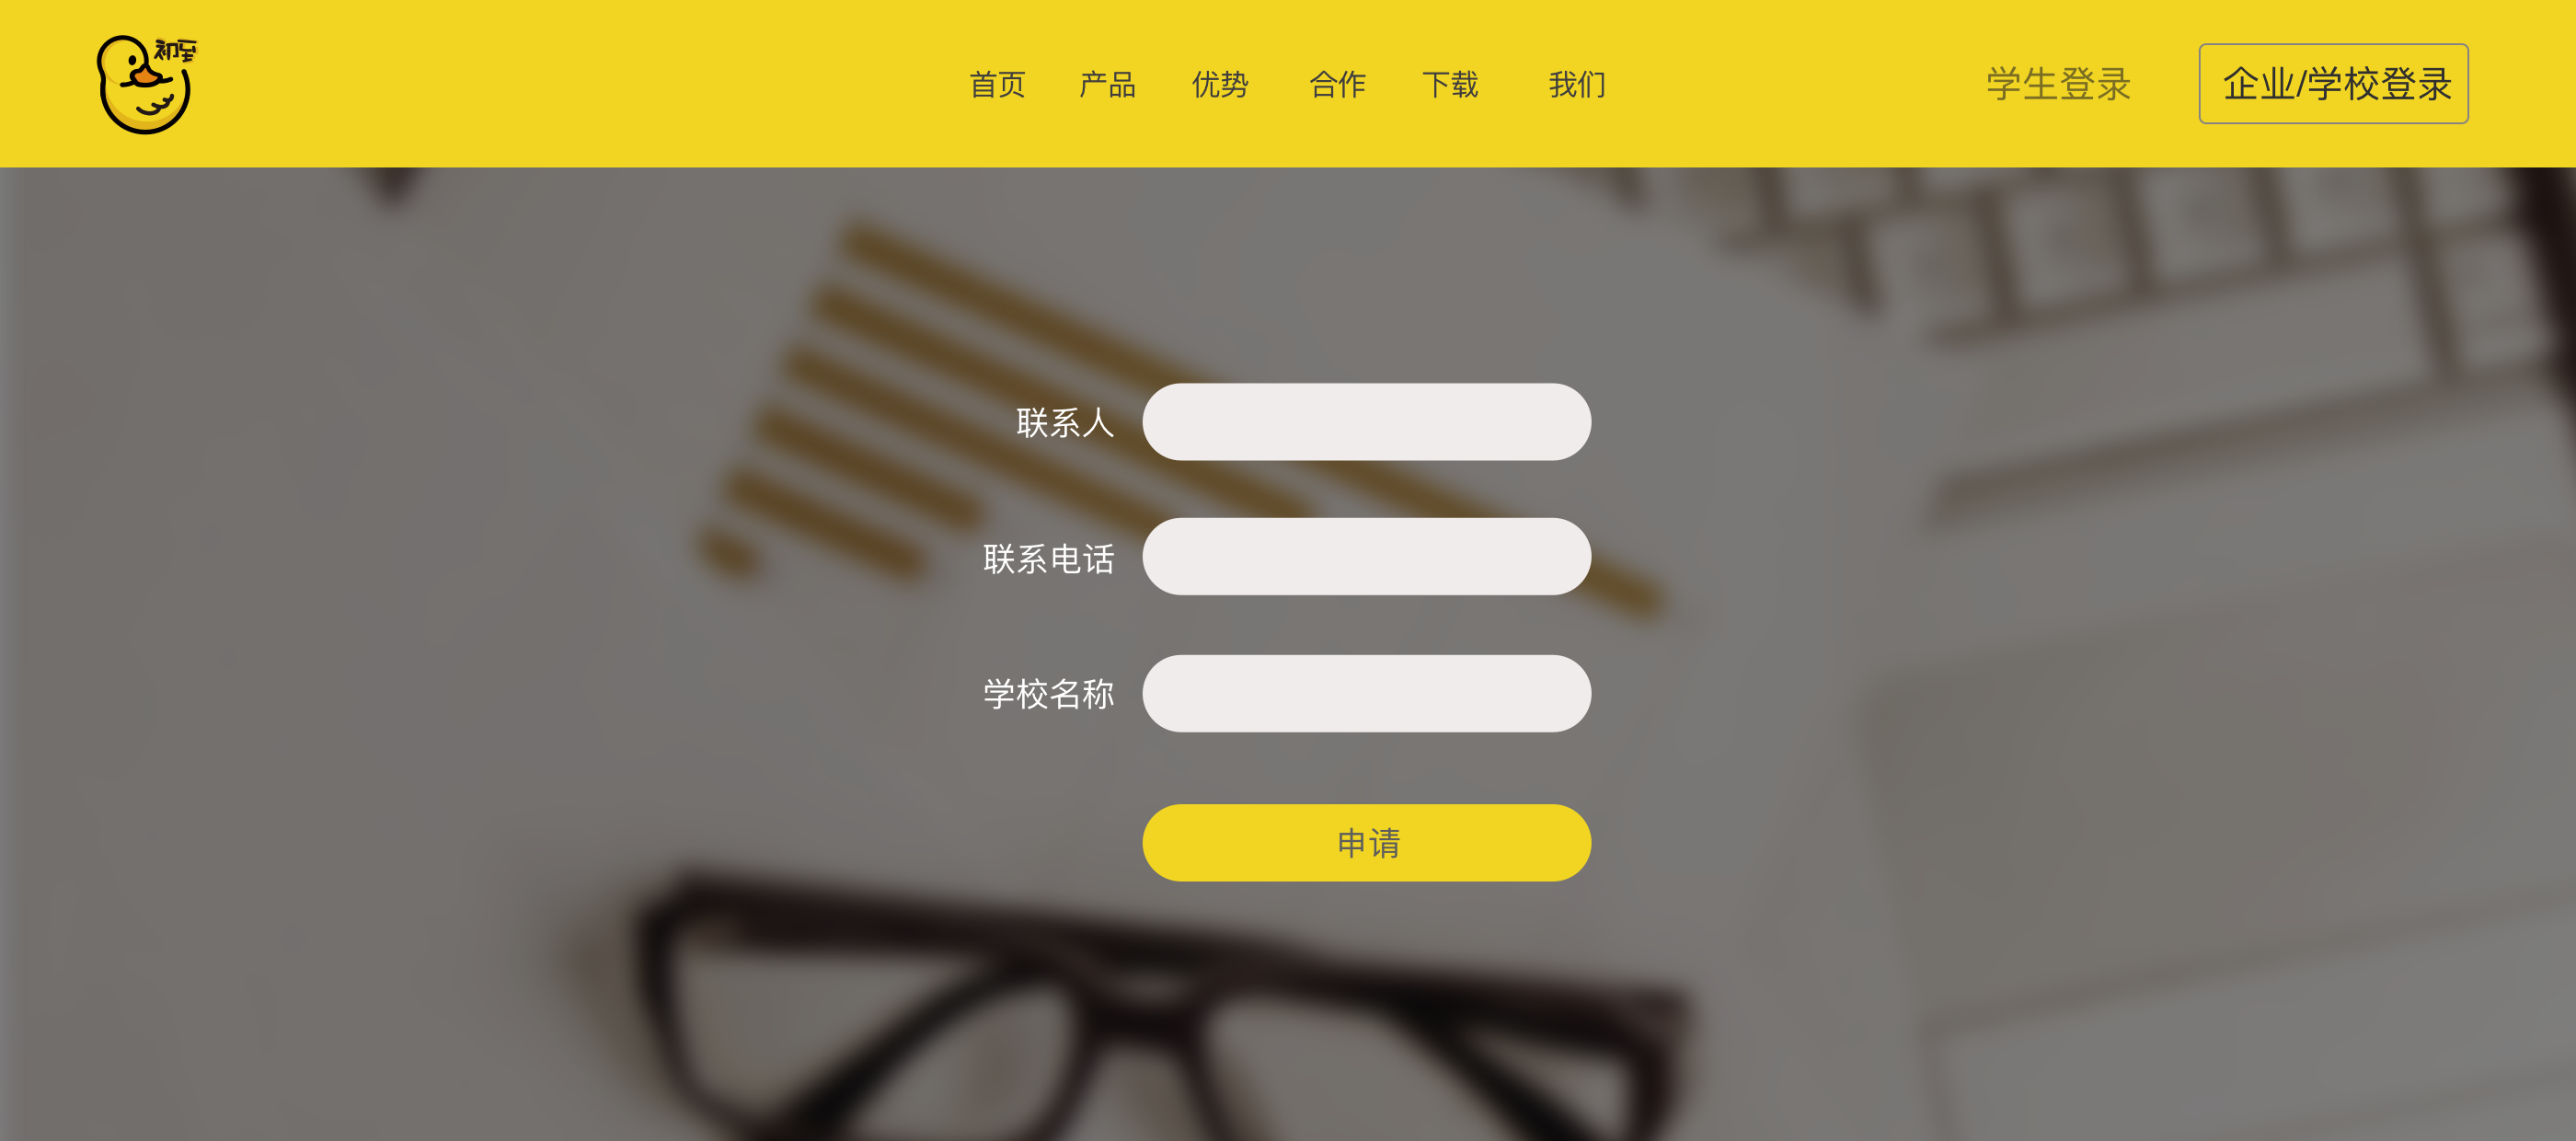 初至
首页 产品 优势 合作 下载 我们 学生登录 企业/学校登录
联系人
联系电话
学校名称
申请